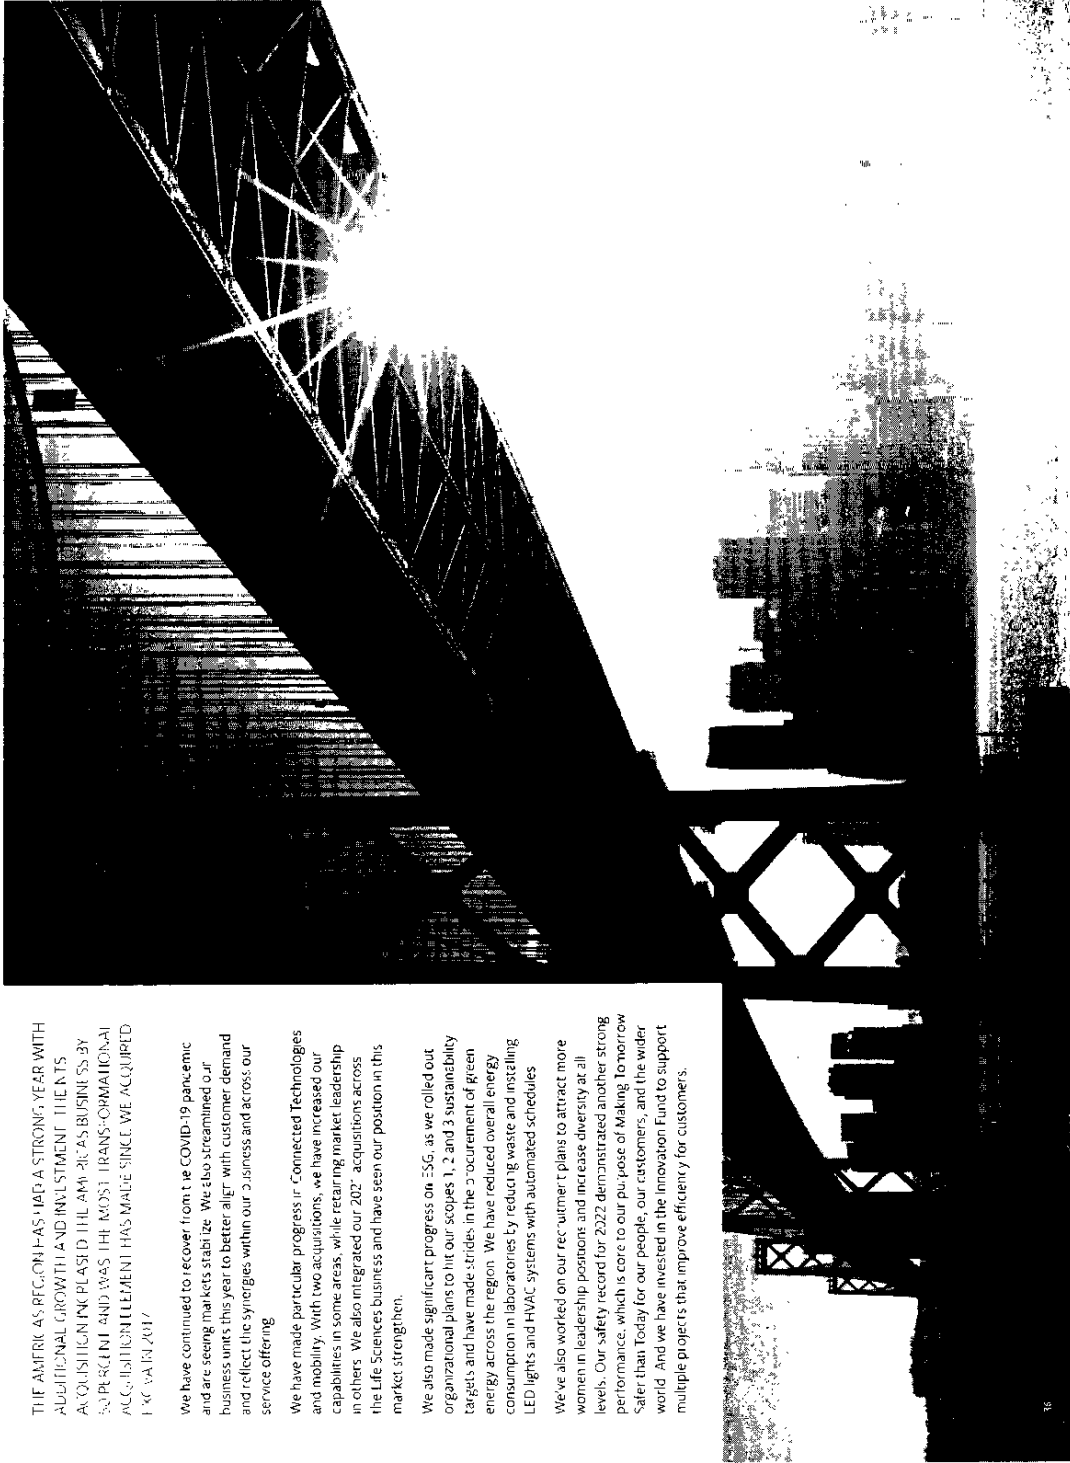 THE AMERICAS REGION HAS HAD A STRONG YEAR WITH
ADDITIONAL GROWTH AND INVESTMENT. THE NTS
ACQUISITION INCREASED THE AMERICAS BUSINESS BY
PERCENT AND WAS THE MOST TRANSFORMATIONAL
ACQUISITION ELEMENT HAS MADE SINCE WE ACQUIRED
IN 2017
We have continued to recover from the COVID-19 pandemic
and are seeing markets stabilize. We also streamlined our
business units this year to better align with customer demand
and reflect the synergies within our business and across our
service offering
We have made particular progress in Connected Technologies
and mobility. With two acquisitions, we have increased our
capabilities in some areas, while retaining market leadership
in others. We also integrated our 2021 acquisitions across
the Life Sciences business and have seen our position in this
market strengthen.
We also made significant progress on ESG, as we rolled out
organizational plans to hit our scopes 1, 2 and 3 sustainability
targets and have made strides in the procurement of green
energy across the region. We have reduced overall energy
consumption in laboratories by reducing waste and installing
LED lights and HVAC systems with automated schedules
We've also worked on our recruitment plans to attract more
women in leadership positions and increase diversity at all
levels. Our safety record for 2022 demonstrated another strong
performance, which is core to our purpose of Making Tomorrow
Safer than Today for our people, our customers, and the wider
world. And we have invested in the Innovation Fund to support
multiple projects that improve efficiency for customers.
36